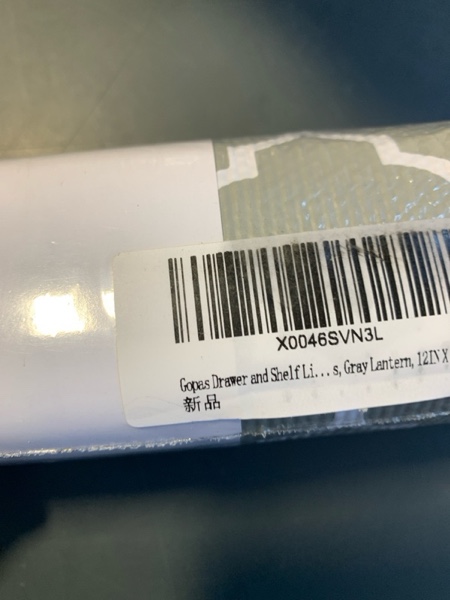 X0046SVN3L
Gopas Drawer and Shelf Li...s, Gray Lantern, 12IN X
新品